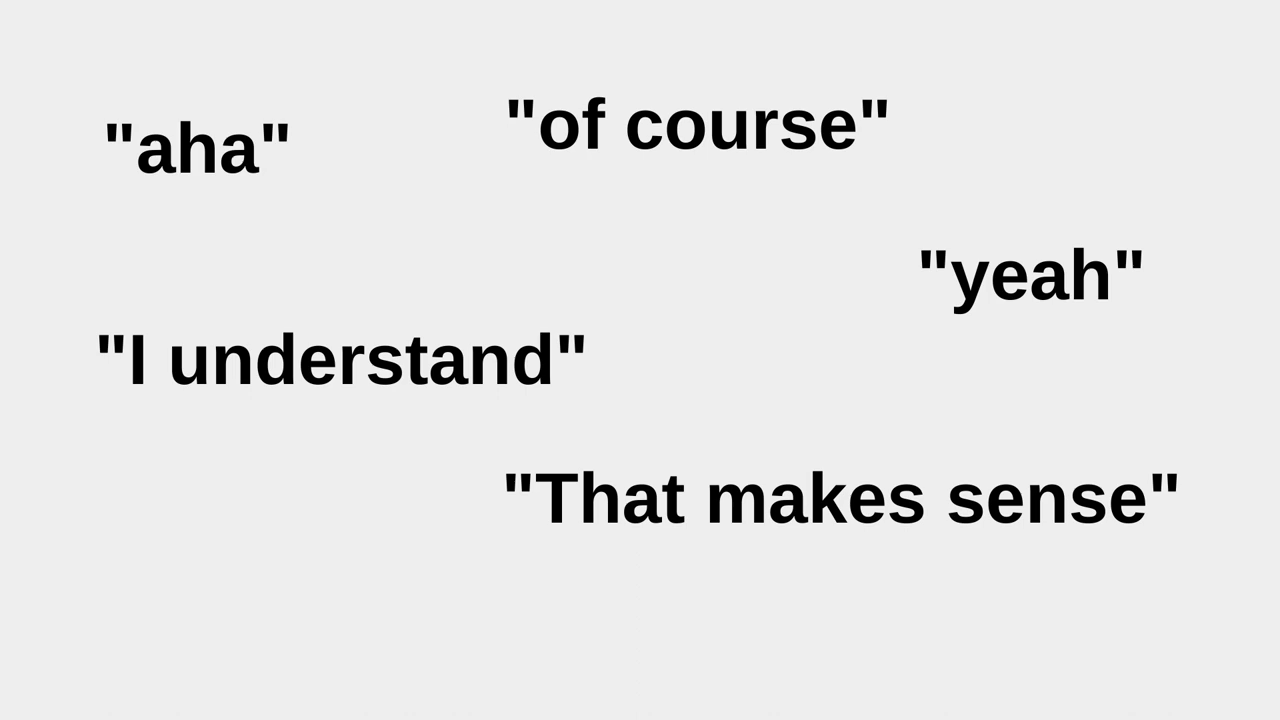 "aha"
"of course"
"yeah"
"I understand"
"That makes sense"